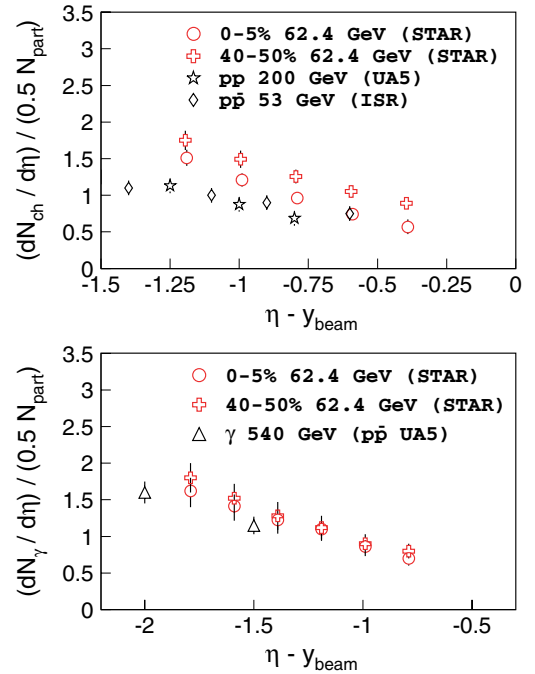 (dN_ch / dη) / (0.5 N_part)
3.5
3
2.5
2
1.5
1
0.5
0
0-5% 62.4 GeV (STAR)
40-50% 62.4 GeV (STAR)
pp 200 GeV (UA5)
pp̄ 53 GeV (ISR)
-1.5 -1.25 -1 -0.75 -0.5 -0.25 0
η - y_beam
(dN_γ / dη) / (0.5 N_part)
3.5
3
2.5
2
1.5
1
0.5
0
0-5% 62.4 GeV (STAR)
40-50% 62.4 GeV (STAR)
γ 540 GeV (pp̄ UA5)
-2 -1.5 -1 -0.5
η - y_beam